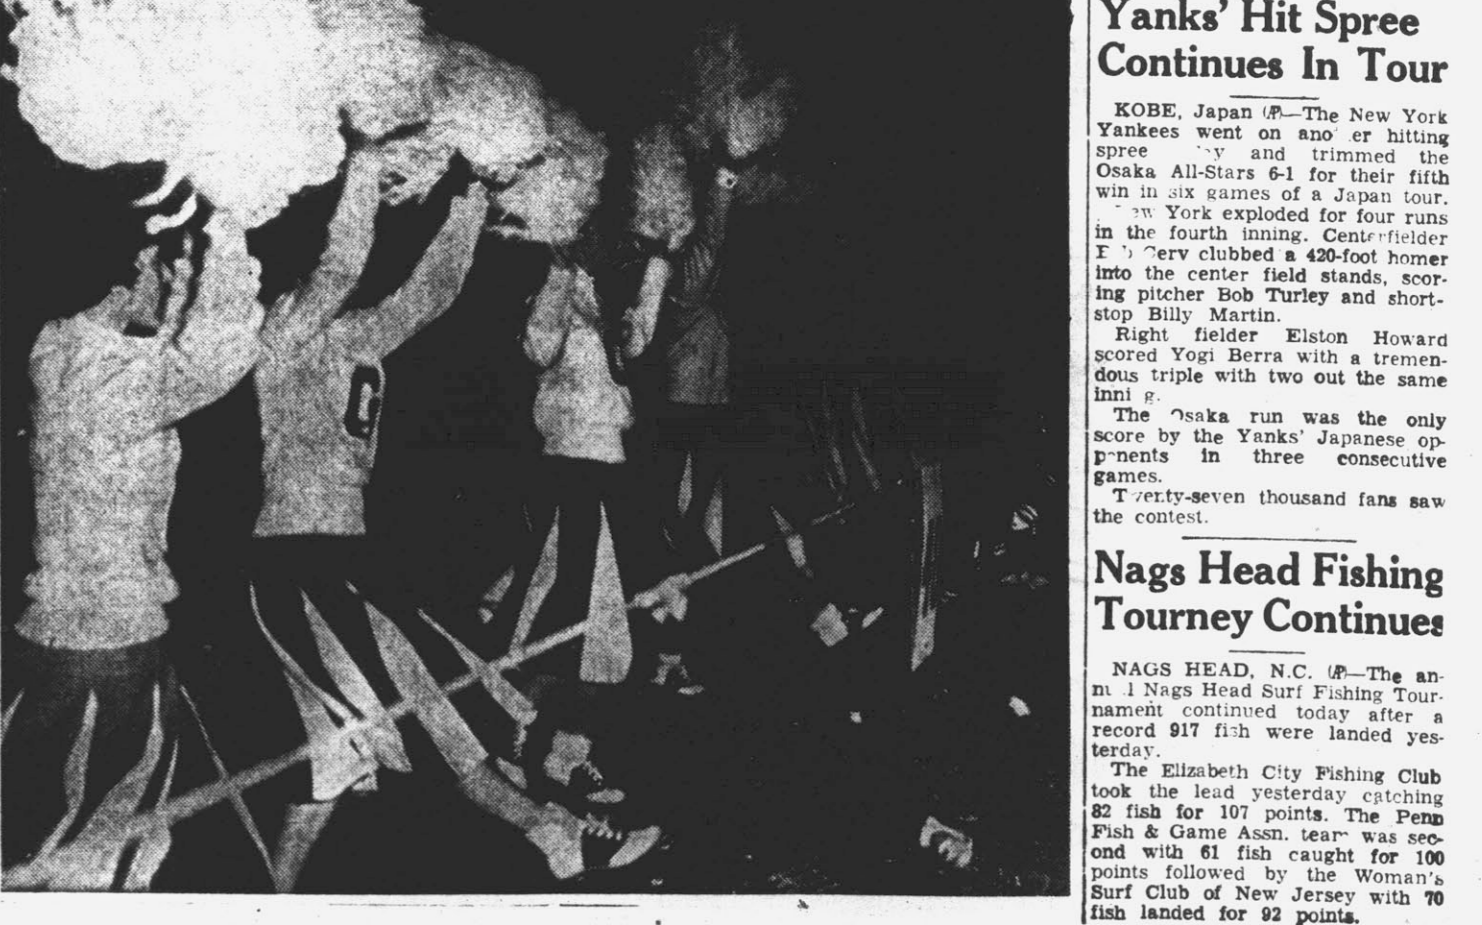 Yanks' Hit Spree
Continues In Tour
KOBE, Japan (AP)—The New York
Yankees went on hitting
spree and trimmed the
Osaka All-Stars 6-1 for their fifth
win in six games of a Japan tour.
York exploded for four runs
in the fourth inning. Centerfielder
clubbed a 420-foot homer
into the center field stands, scor-
ing pitcher Bob Turley and short-
stop Billy Martin.
Right fielder Elston Howard
scored Yogi Berra with a tremen-
dous triple with two out the same
The Osaka run was the only
score by the Yanks' Japanese op-
in three consecutive
games.
Twenty-seven thousand fans saw
the contest.
Nags Head Fishing
Tourney Continues
NAGS HEAD, N.C. (AP)—The an-
Nags Head Surf Fishing Tour-
nament continued today after a
record 917 fish were landed yes-
terday.
The Elizabeth City Fishing Club
took the lead yesterday catching
82 fish for 107 points. The Penn
Fish & Game Assn. team was sec-
ond with 61 fish caught for 100
points followed by the Woman's
Surf Club of New Jersey with 70
fish landed for 92 points.
G